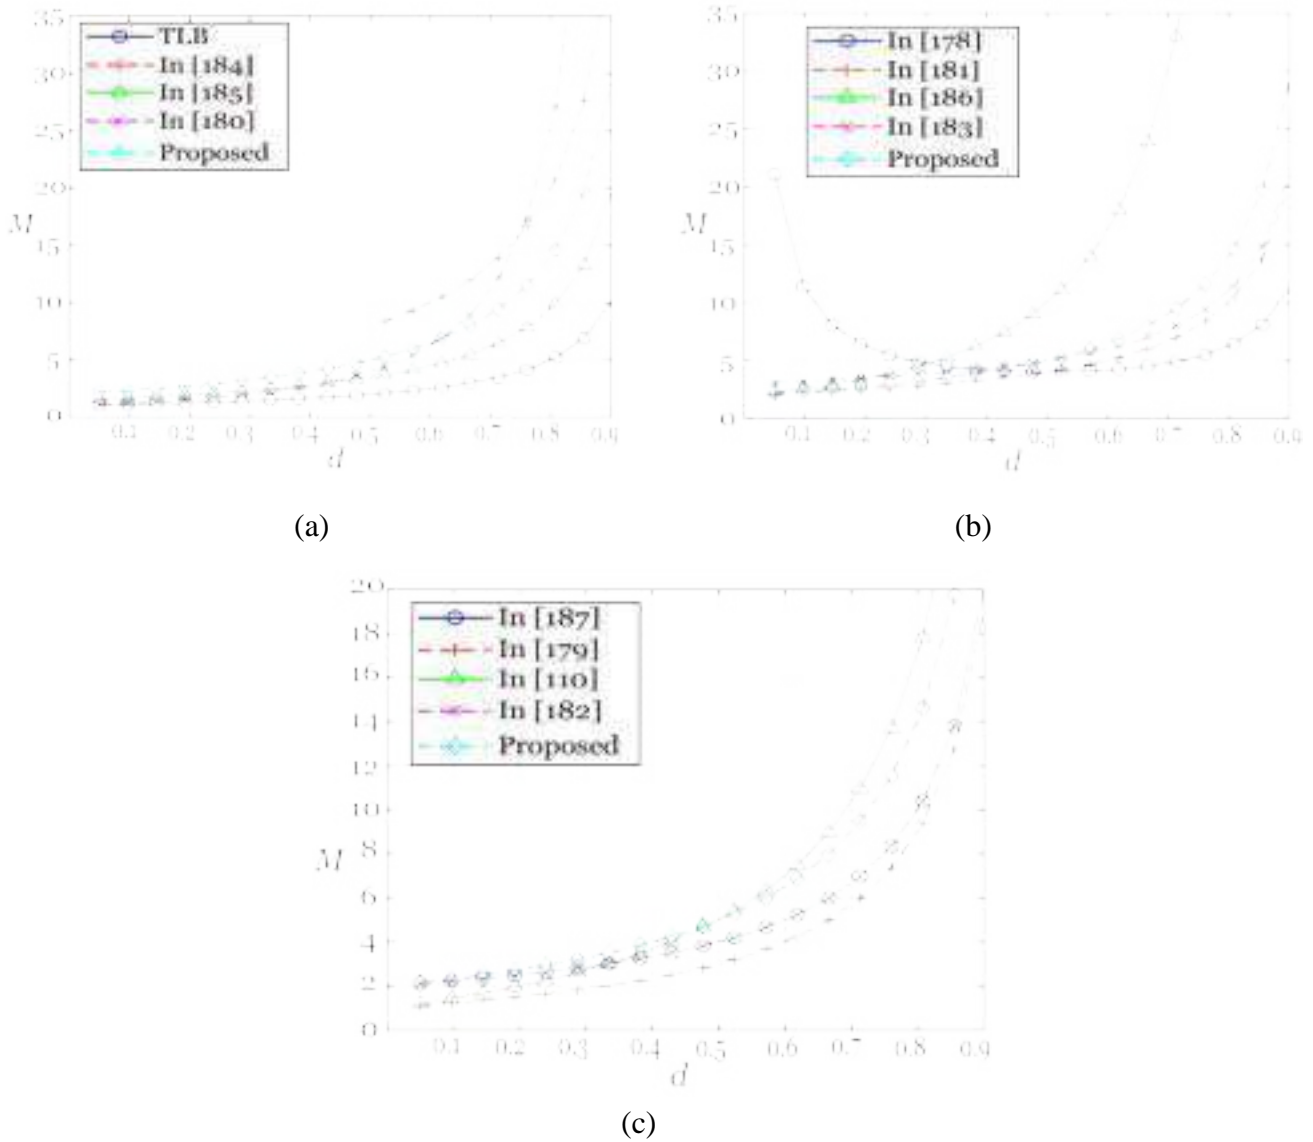 35
30
25
20
M
15
10
5
0
0.1 0.2 0.3 0.4 0.5 0.6 0.7 0.8 0.9
d
TLB
In [184]
In [185]
In [180]
Proposed
(a)
35
30
25
20
M
15
10
5
0
0.1 0.2 0.3 0.4 0.5 0.6 0.7 0.8 0.9
d
In [178]
In [181]
In [186]
In [183]
Proposed
(b)
20
18
16
14
12
10
M 8
6
4
2
0
0.1 0.2 0.3 0.4 0.5 0.6 0.7 0.8 0.9
d
In [187]
In [179]
In [110]
In [182]
Proposed
(c)